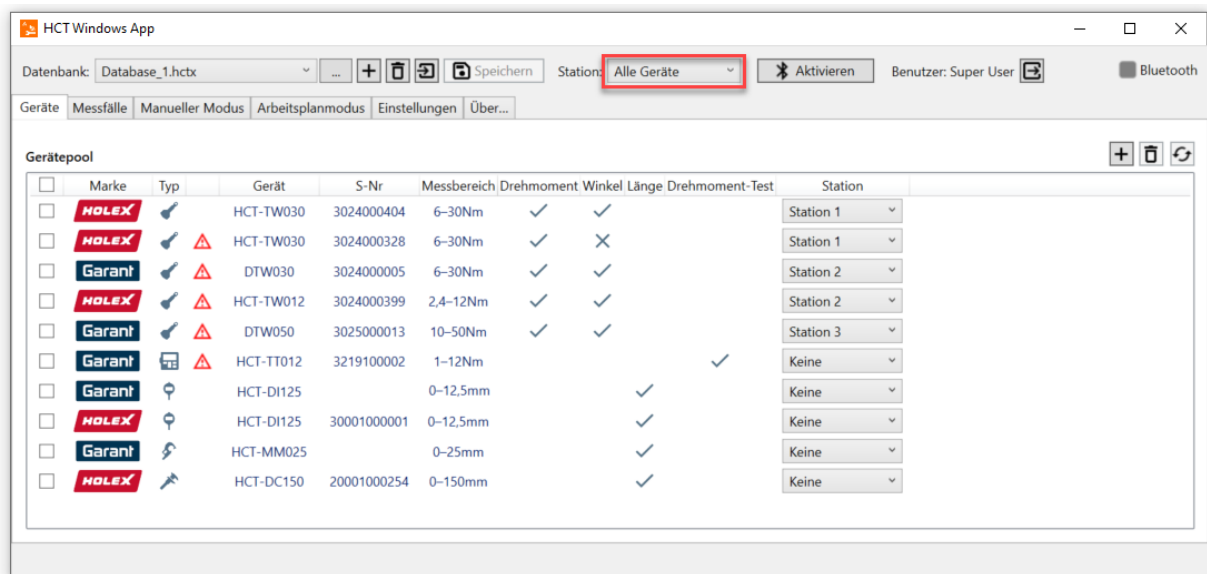 HCT Windows App
Datenbank: Database_1.hctx ... Speichern Station: Alle Geräte Aktivieren Benutzer: Super User Bluetooth
Geräte Messfälle Manueller Modus Arbeitsplanmodus Einstellungen Über...
Gerätepool
Marke Typ Gerät S-Nr Messbereich Drehmoment Winkel Länge Drehmoment-Test Station
HOLEX HCT-TW030 3024000404 6–30Nm Station 1
HOLEX HCT-TW030 3024000328 6–30Nm Station 1
Garant DTW030 3024000005 6–30Nm Station 2
HOLEX HCT-TW012 3024000399 2,4–12Nm Station 2
Garant DTW050 3025000013 10–50Nm Station 3
Garant HCT-TT012 3219100002 1–12Nm Keine
Garant HCT-DI125 0–12,5mm Keine
HOLEX HCT-DI125 30001000001 0–12,5mm Keine
Garant HCT-MM025 0–25mm Keine
HOLEX HCT-DC150 20001000254 0–150mm Keine